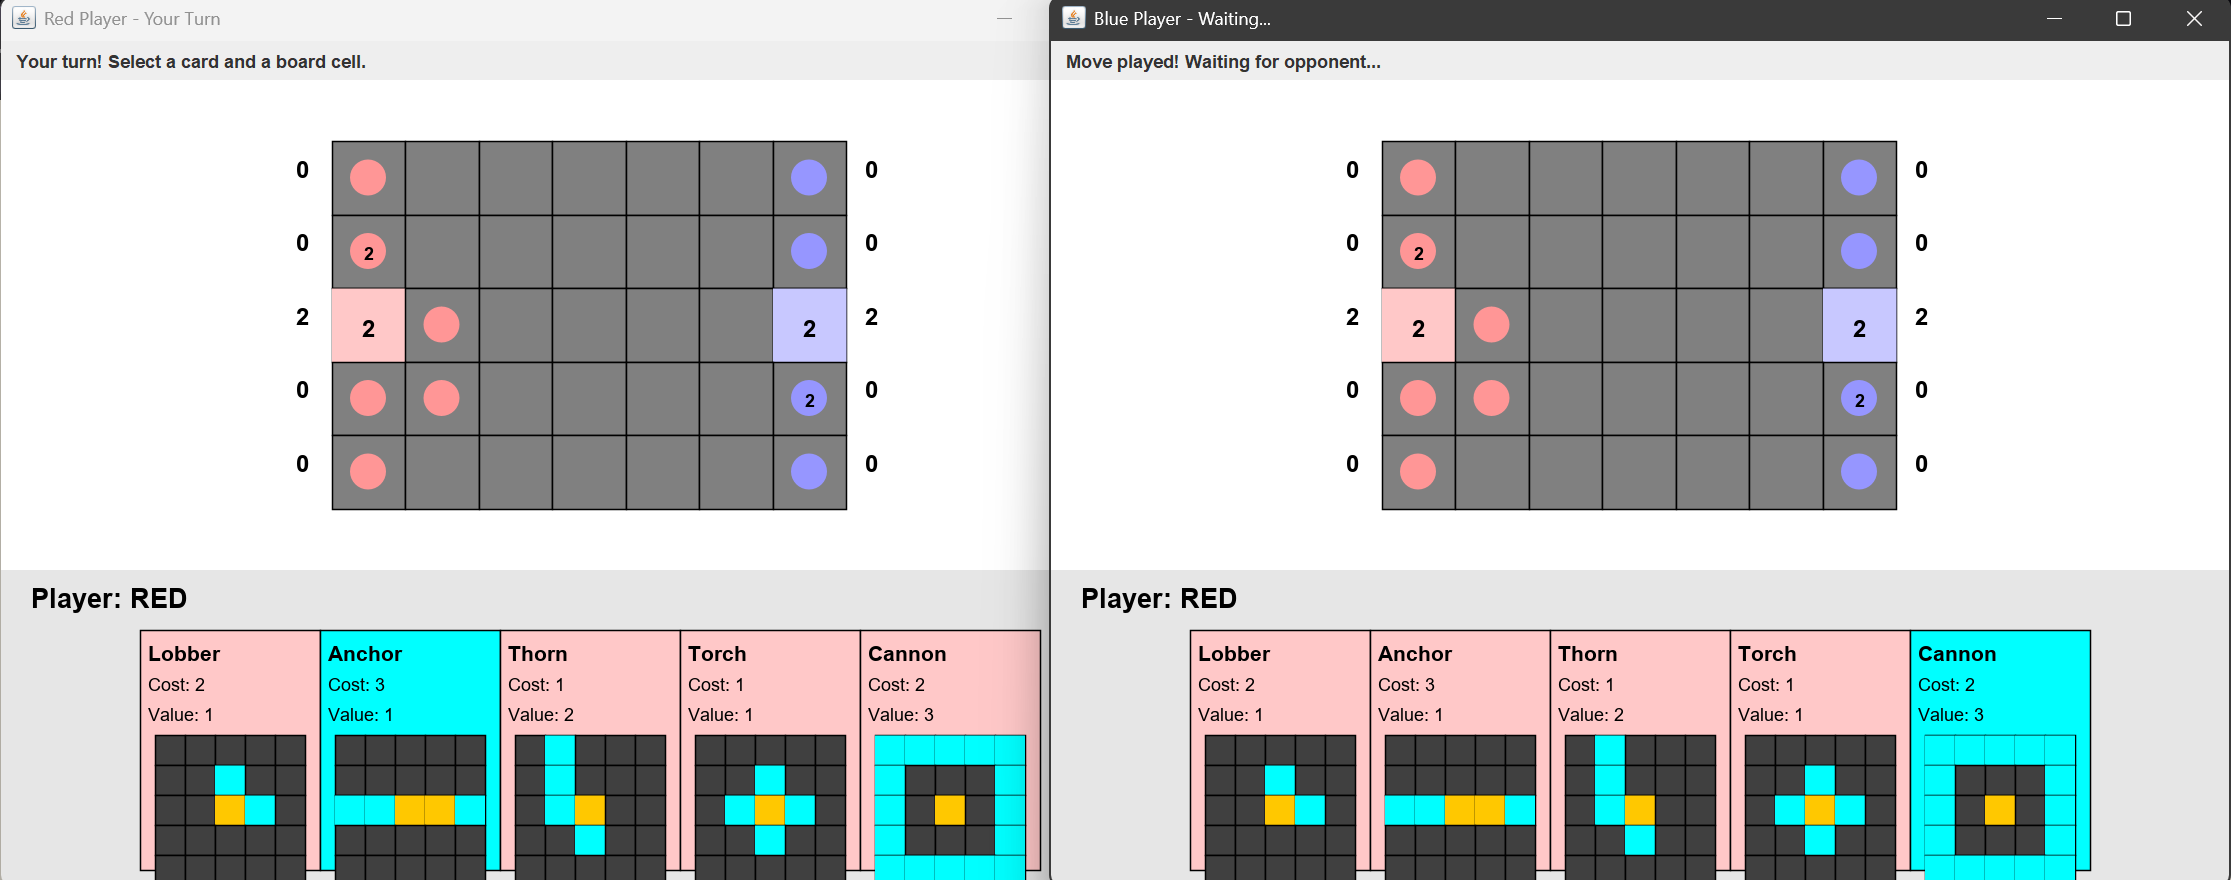 Red Player - Your Turn
Your turn! Select a card and a board cell.
0 0
0 2 0
2 2 2 2
0 2 0
0 0
Player: RED
Lobber Anchor Thorn Torch Cannon
Cost: 2 Cost: 3 Cost: 1 Cost: 1 Cost: 2
Value: 1 Value: 1 Value: 2 Value: 1 Value: 3
Blue Player - Waiting...
Move played! Waiting for opponent...
0 0
0 2 0
2 2 2 2
0 2 0
0 0
Player: RED
Lobber Anchor Thorn Torch Cannon
Cost: 2 Cost: 3 Cost: 1 Cost: 1 Cost: 2
Value: 1 Value: 1 Value: 2 Value: 1 Value: 3